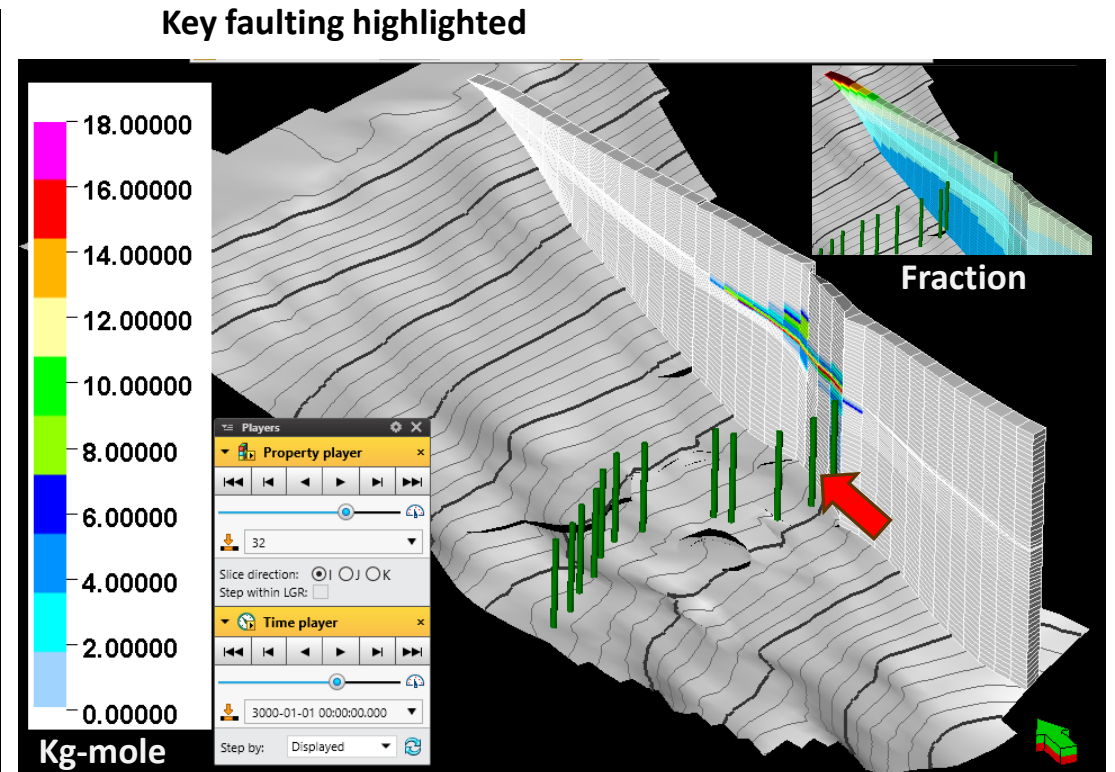 Key faulting highlighted
18.00000
16.00000
14.00000
12.00000
10.00000
8.00000
6.00000
4.00000
2.00000
0.00000
Kg-mole
Fraction
Players
Property player
32
Slice direction: I J K
Step within LGR:
Time player
3000-01-01 00:00:00.000
Step by: Displayed